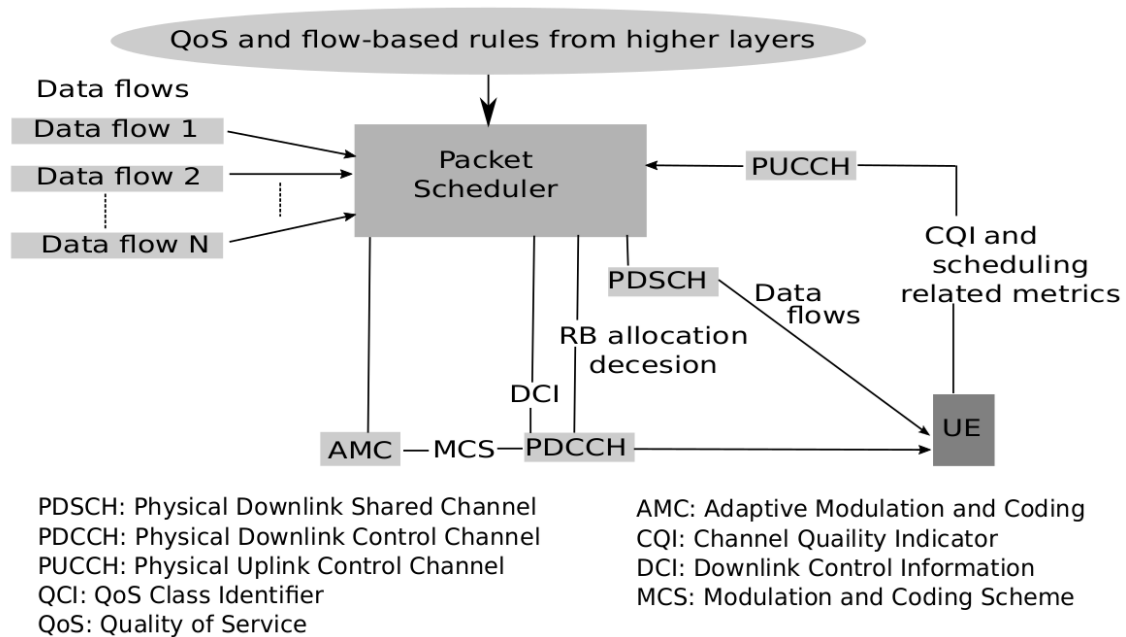 QoS and flow-based rules from higher layers
Data flows
Data flow 1
Data flow 2
Data flow N
Packet
Scheduler
PUCCH
CQI and
scheduling
related metrics
PDSCH
Data
flows
RB allocation
decesion
DCI
UE
AMC
MCS
PDCCH
PDSCH: Physical Downlink Shared Channel
PDCCH: Physical Downlink Control Channel
PUCCH: Physical Uplink Control Channel
QCI: QoS Class Identifier
QoS: Quality of Service
AMC: Adaptive Modulation and Coding
CQI: Channel Quaility Indicator
DCI: Downlink Control Information
MCS: Modulation and Coding Scheme